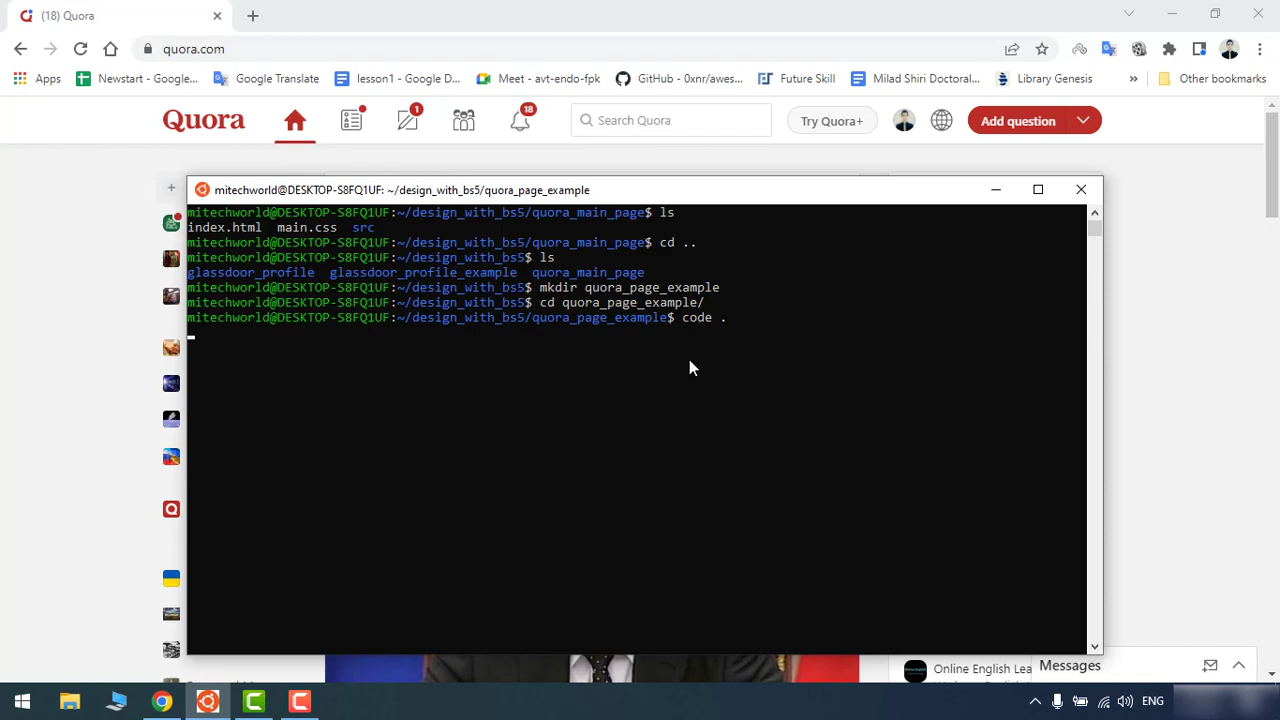 (18) Quora
quora.com
Apps
Newstart - Google...
Google Translate
lesson1 - Google D...
Meet - avt-endo-fpk
GitHub - 0xnr/awes...
Future Skill
Milad Shiri Doctoral...
Library Genesis
»
Other bookmarks
Quora
1
18
Search Quora
Try Quora+
Add question
mitechworld@DESKTOP-S8FQ1UF: ~/design_with_bs5/quora_page_example
mitechworld@DESKTOP-S8FQ1UF:~/design_with_bs5/quora_main_page$ ls
index.html  main.css  src
mitechworld@DESKTOP-S8FQ1UF:~/design_with_bs5/quora_main_page$ cd ..
mitechworld@DESKTOP-S8FQ1UF:~/design_with_bs5$ ls
glassdoor_profile  glassdoor_profile_example  quora_main_page
mitechworld@DESKTOP-S8FQ1UF:~/design_with_bs5$ mkdir quora_page_example
mitechworld@DESKTOP-S8FQ1UF:~/design_with_bs5$ cd quora_page_example/
mitechworld@DESKTOP-S8FQ1UF:~/design_with_bs5/quora_page_example$ code .
Online English Lea
Messages
ENG